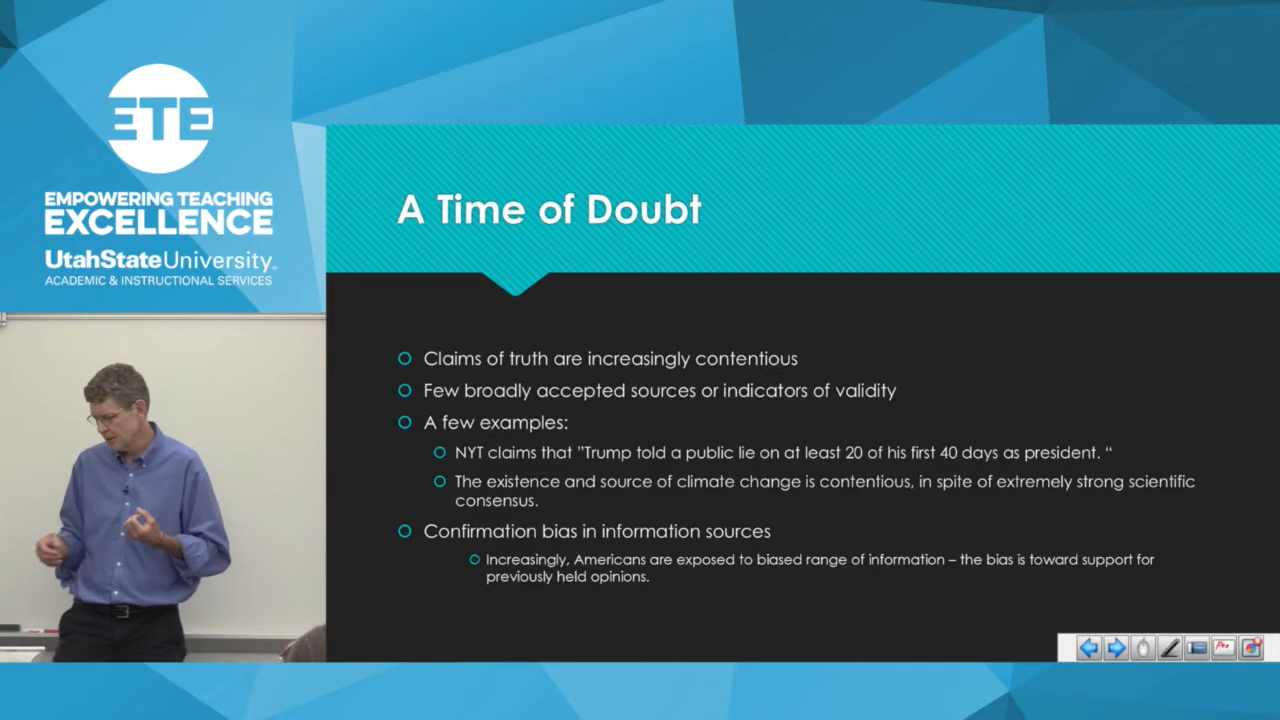 ETE
EMPOWERING TEACHING
EXCELLENCE
UtahStateUniversity
ACADEMIC & INSTRUCTIONAL SERVICES
A Time of Doubt
Claims of truth are increasingly contentious
Few broadly accepted sources or indicators of validity
A few examples:
NYT claims that "Trump told a public lie on at least 20 of his first 40 days as president. “
The existence and source of climate change is contentious, in spite of extremely strong scientific
consensus.
Confirmation bias in information sources
Increasingly, Americans are exposed to biased range of information – the bias is toward support for
previously held opinions.